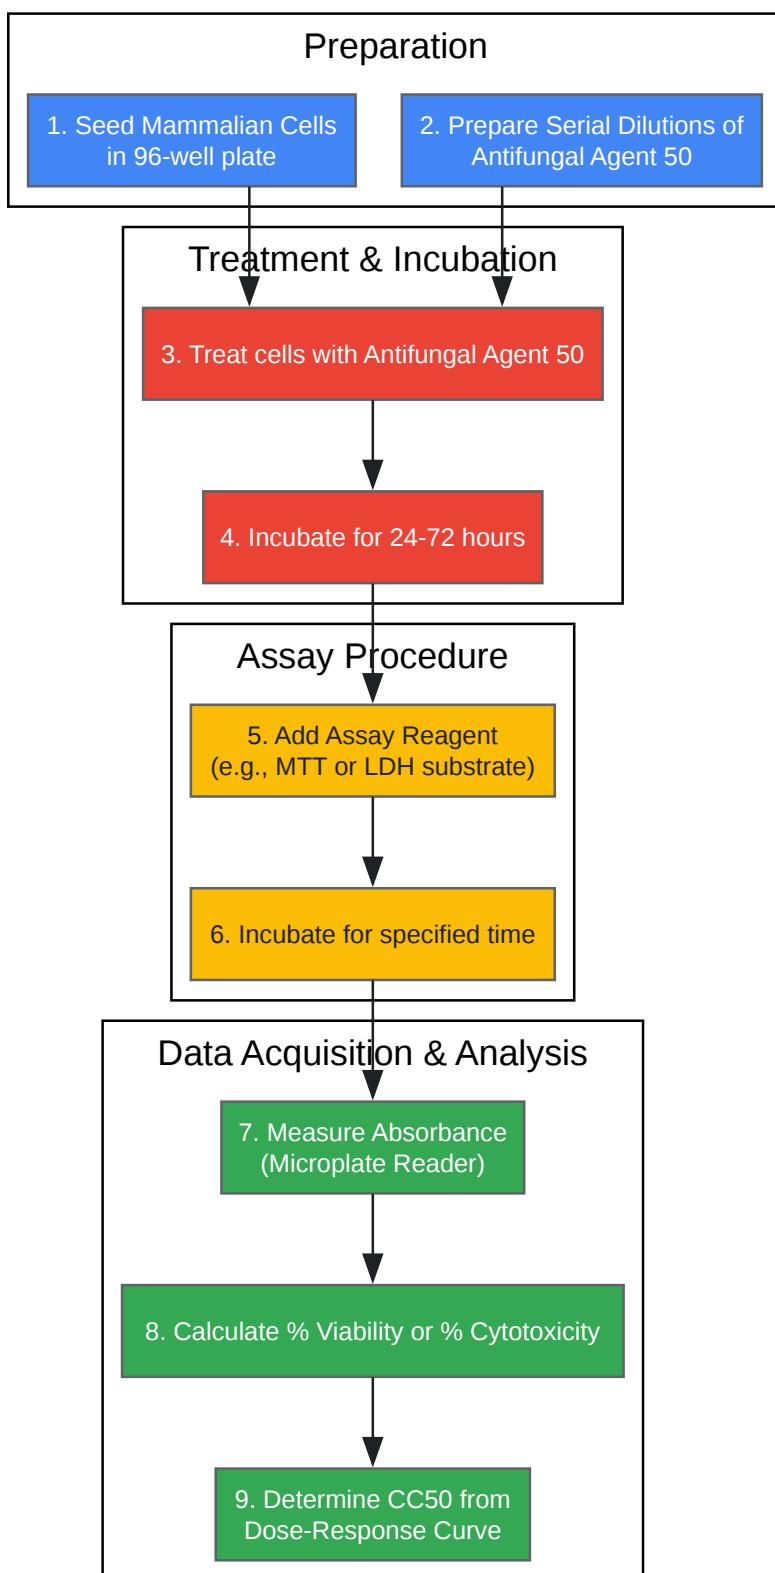 Preparation
1. Seed Mammalian Cells
in 96-well plate
2. Prepare Serial Dilutions of
Antifungal Agent 50
Treatment & Incubation
3. Treat cells with Antifungal Agent 50
4. Incubate for 24-72 hours
Assay Procedure
5. Add Assay Reagent
(e.g., MTT or LDH substrate)
6. Incubate for specified time
Data Acquisition & Analysis
7. Measure Absorbance
(Microplate Reader)
8. Calculate % Viability or % Cytotoxicity
9. Determine CC50 from
Dose-Response Curve